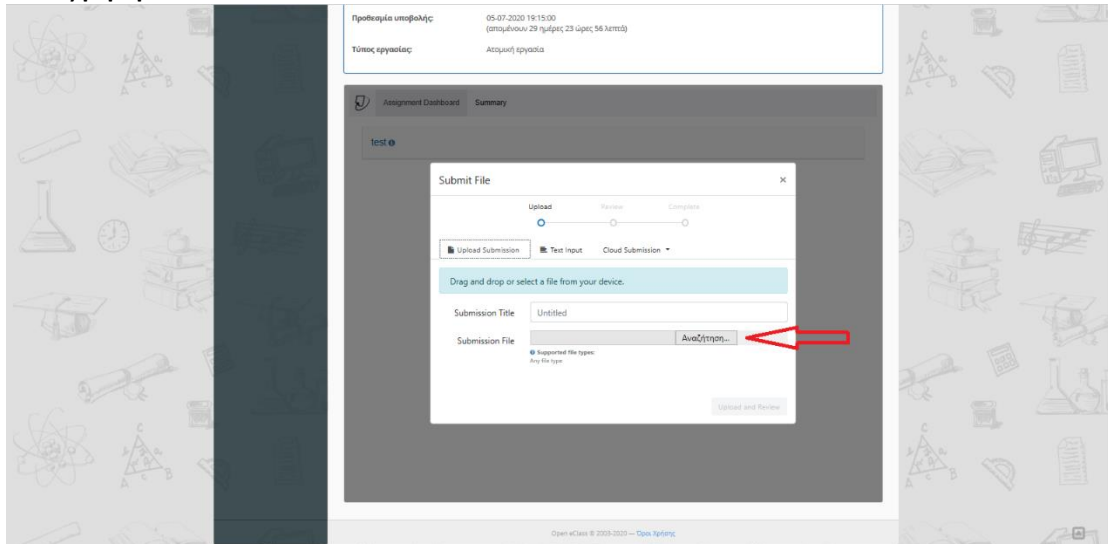 Προθεσμία υποβολής: 05-07-2020 19:15:00
(απομένουν 29 ημέρες 23 ώρες 56 λεπτά)
Τύπος εργασίας: Ατομική εργασία
Assignment Dashboard Summary
test
Submit File ×
Upload Review Complete
Upload Submission Text Input Cloud Submission
Drag and drop or select a file from your device.
Submission Title Untitled
Submission File Αναζήτηση...
Supported file types:
Any file type
Upload and Review
Open eClass © 2003-2020 — Όροι Χρήσης